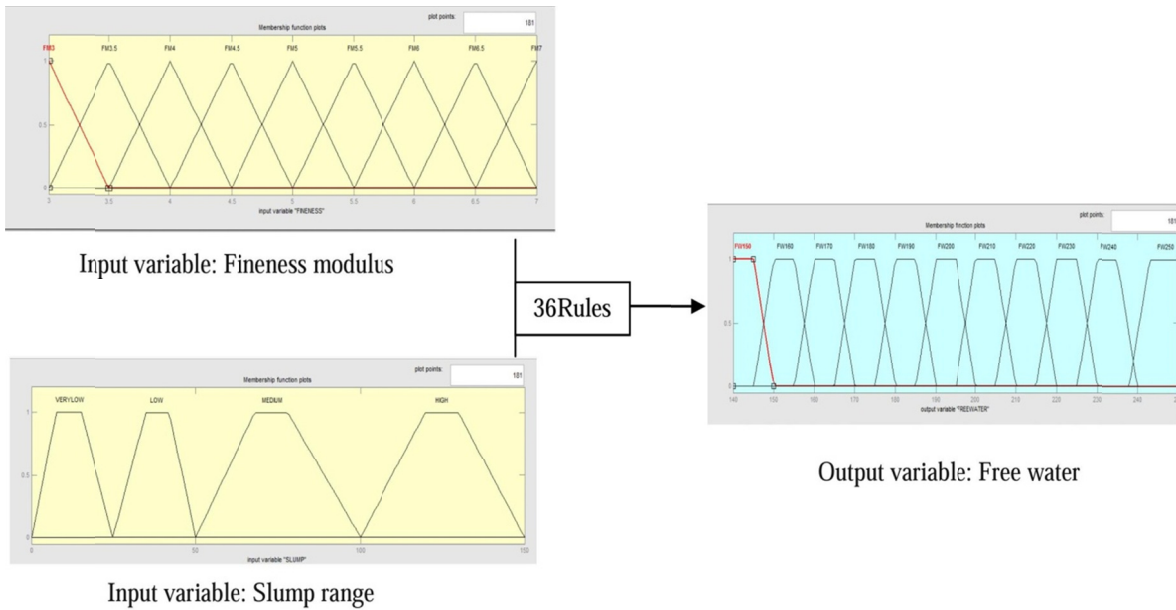 plot points: 181
Membership function plots
FM3 FM3.5 FM4 FM4.5 FM5 FM5.5 FM6 FM6.5 FM7
1
0.5
0
3 3.5 4 4.5 5 5.5 6 6.5 7
input variable "FINENESS"
Input variable: Fineness modulus
36Rules
plot points: 181
Membership function plots
VERYLOW LOW MEDIUM HIGH
1
0.5
0
0 50 100 150
input variable "SLUMP"
Input variable: Slump range
plot points: 181
Membership function plots
FW150 FW160 FW170 FW180 FW190 FW200 FW210 FW220 FW230 FW240 FW250
1
0.5
0
140 150 160 170 180 190 200 210 220 230 240
output variable "REEWATER"
Output variable: Free water